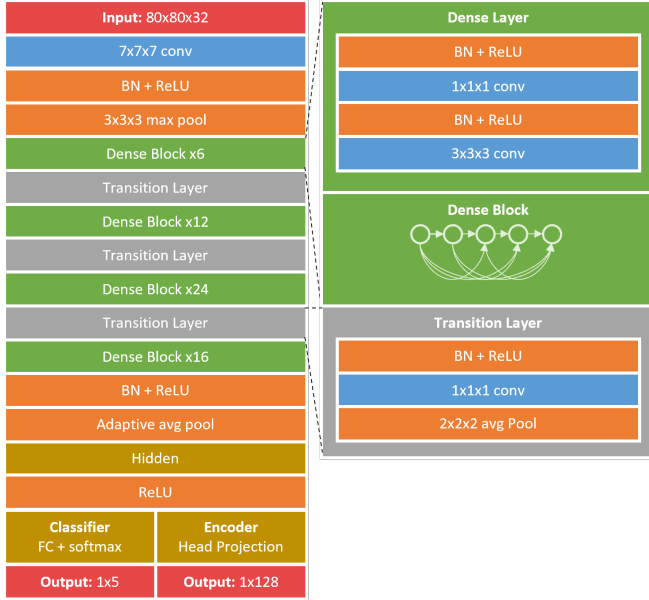 Input: 80x80x32
7x7x7 conv
BN + ReLU
3x3x3 max pool
Dense Block x6
Transition Layer
Dense Block x12
Transition Layer
Dense Block x24
Transition Layer
Dense Block x16
BN + ReLU
Adaptive avg pool
Hidden
ReLU
Classifier
FC + softmax
Encoder
Head Projection
Output: 1x5
Output: 1x128
Dense Layer
BN + ReLU
1x1x1 conv
BN + ReLU
3x3x3 conv
Dense Block
Transition Layer
BN + ReLU
1x1x1 conv
2x2x2 avg Pool